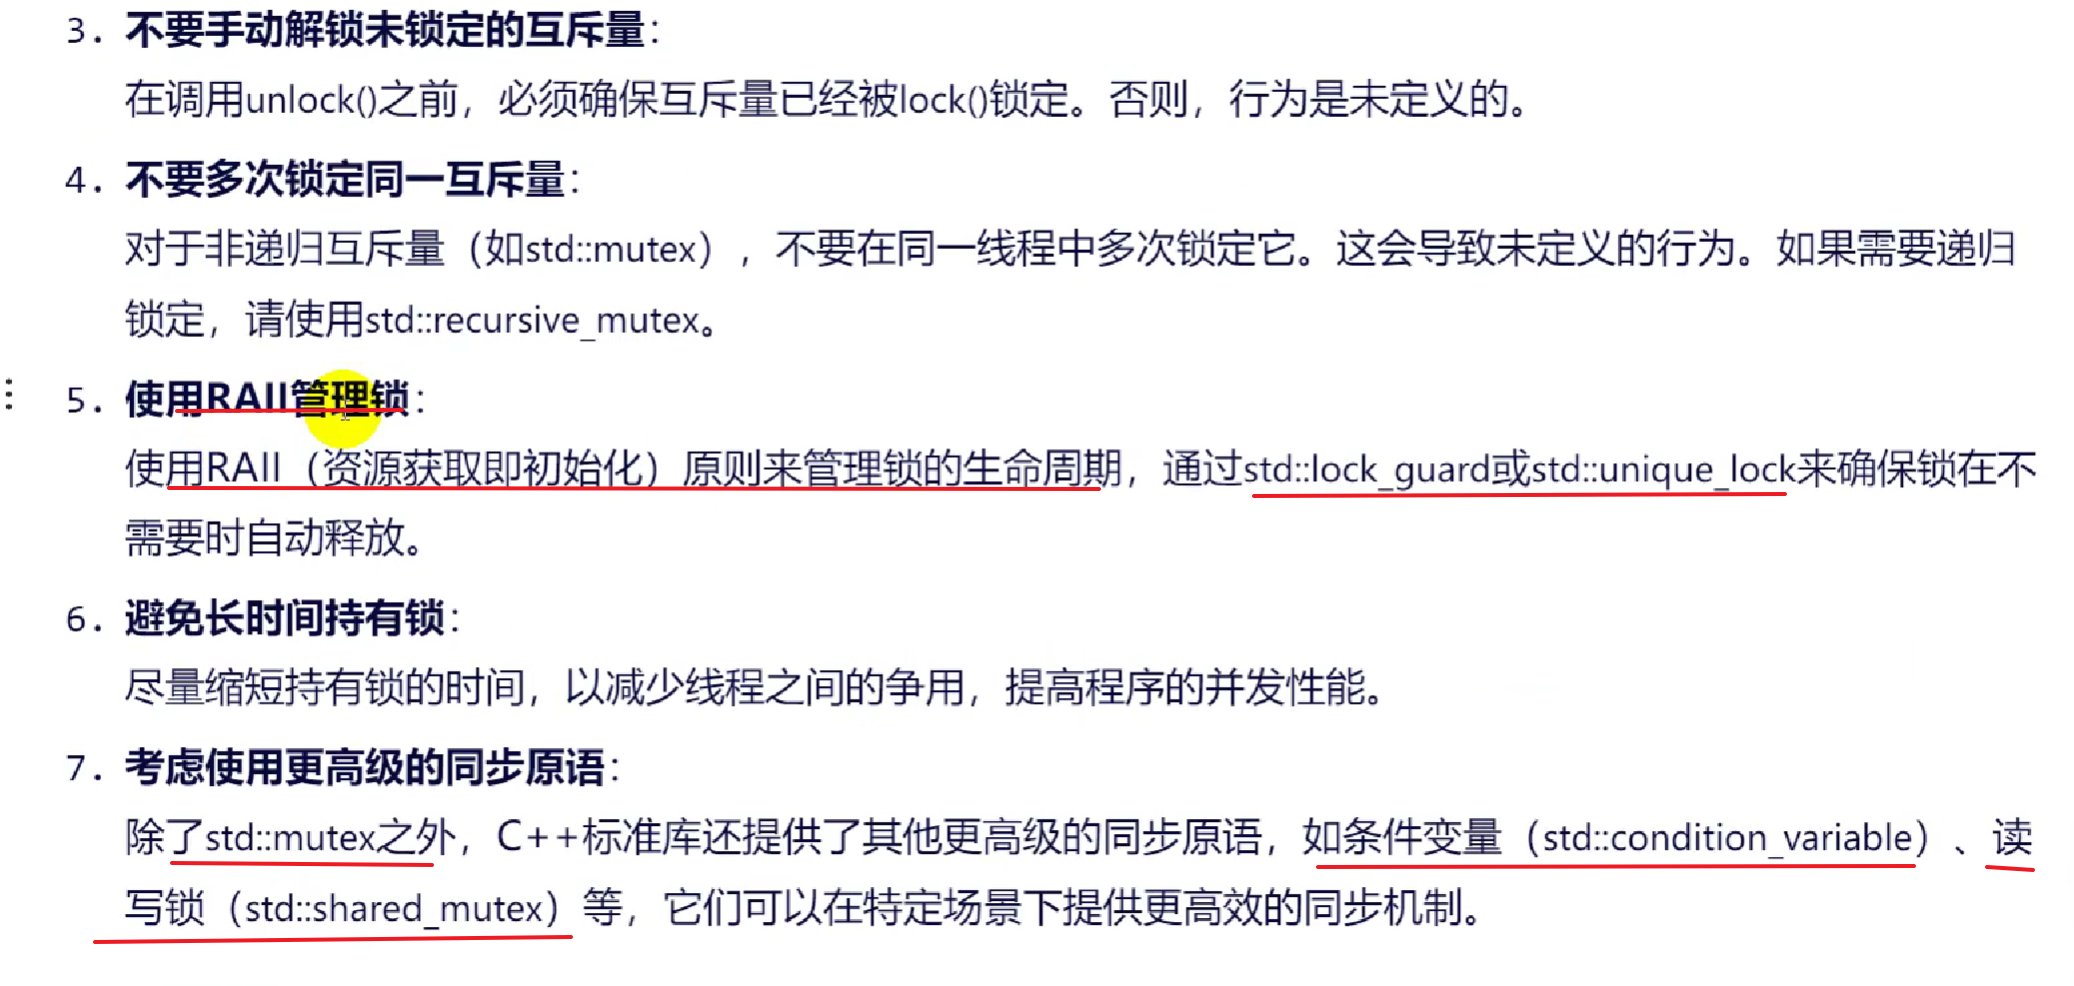 3. 不要手动解锁未锁定的互斥量：
在调用unlock()之前，必须确保互斥量已经被lock()锁定。否则，行为是未定义的。
4. 不要多次锁定同一互斥量：
对于非递归互斥量（如std::mutex），不要在同一线程中多次锁定它。这会导致未定义的行为。如果需要递归
锁定，请使用std::recursive_mutex。
5. 使用RAII管理锁：
使用RAII（资源获取即初始化）原则来管理锁的生命周期，通过std::lock_guard或std::unique_lock来确保锁在不
需要时自动释放。
6. 避免长时间持有锁：
尽量缩短持有锁的时间，以减少线程之间的争用，提高程序的并发性能。
7. 考虑使用更高级的同步原语：
除了std::mutex之外，C++标准库还提供了其他更高级的同步原语，如条件变量（std::condition_variable）、读
写锁（std::shared_mutex）等，它们可以在特定场景下提供更高效的同步机制。